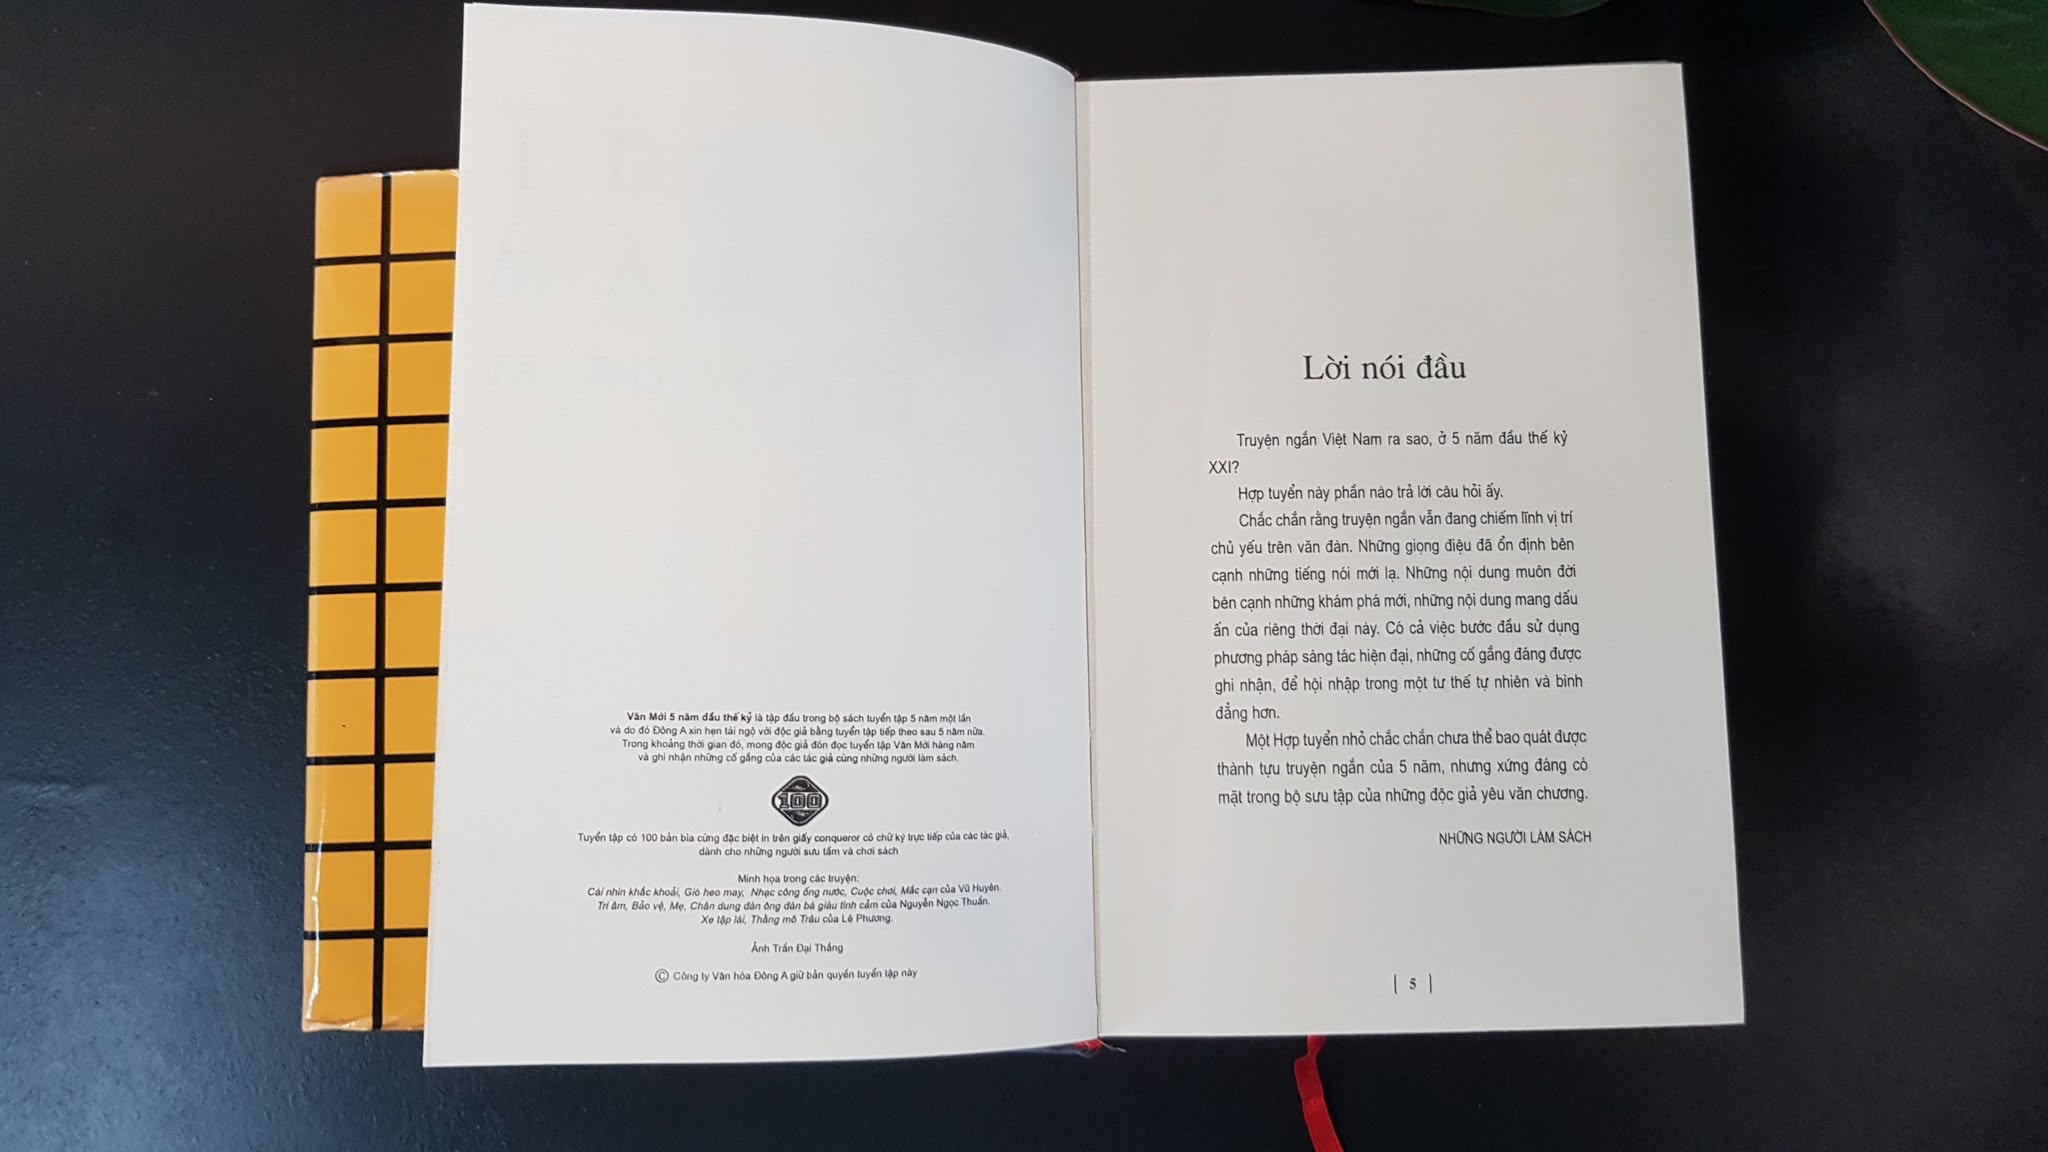 Văn Mới 5 năm đầu thế kỷ là tập đầu trong bộ sách tuyển tập 5 năm một lần
và do đó Đông A xin hẹn tái ngộ với độc giả bằng tuyển tập tiếp theo sau 5 năm nữa.
Trong khoảng thời gian đó, mong độc giả đón đọc tuyển tập Văn Mới hàng năm
và ghi nhận những cố gắng của các tác giả cùng những người làm sách.
100
Tuyển tập có 100 bản bìa cứng đặc biệt in trên giấy conqueror có chữ ký trực tiếp của các tác giả,
dành cho những người sưu tầm và chơi sách
Minh họa trong các truyện:
Cái nhìn khắc khoải, Gió heo may, Nhạc công ống nước, Cuộc chơi, Mắc cạn của Vũ Huyên.
Tri âm, Bảo vệ, Mẹ, Chân dung đàn ông đàn bà giàu tình cảm của Nguyễn Ngọc Thuần.
Xe tập lái, Thằng mõ Trâu của Lê Phương.
Ảnh Trần Đại Thắng
© Công ty Văn hóa Đông A giữ bản quyền tuyển tập này
Lời nói đầu
Truyện ngắn Việt Nam ra sao, ở 5 năm đầu thế kỷ
XXI?
Hợp tuyển này phần nào trả lời câu hỏi ấy.
Chắc chắn rằng truyện ngắn vẫn đang chiếm lĩnh vị trí
chủ yếu trên văn đàn. Những giọng điệu đã ổn định bên
cạnh những tiếng nói mới lạ. Những nội dung muôn đời
bên cạnh những khám phá mới, những nội dung mang dấu
ấn của riêng thời đại này. Có cả việc bước đầu sử dụng
phương pháp sáng tác hiện đại, những cố gắng đáng được
ghi nhận, để hội nhập trong một tư thế tự nhiên và bình
đẳng hơn.
Một Hợp tuyển nhỏ chắc chắn chưa thể bao quát được
thành tựu truyện ngắn của 5 năm, nhưng xứng đáng có
mặt trong bộ sưu tập của những độc giả yêu văn chương.
NHỮNG NGƯỜI LÀM SÁCH
[ 5 ]